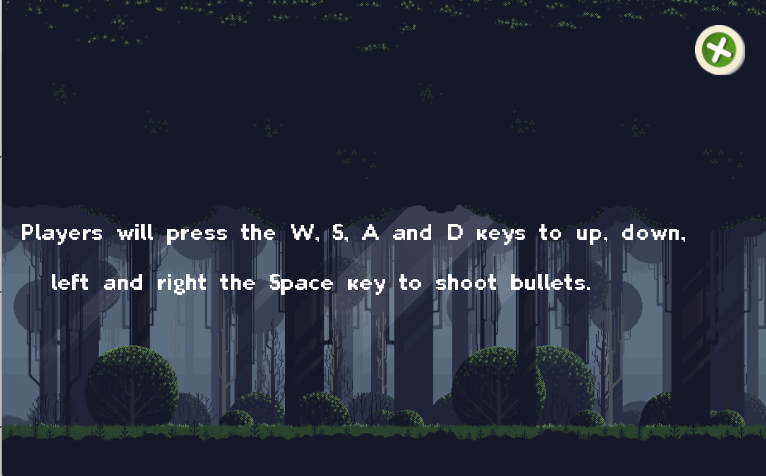 Players will press the W, S, A and D keys to up, down,
left and right the Space key to shoot bullets.